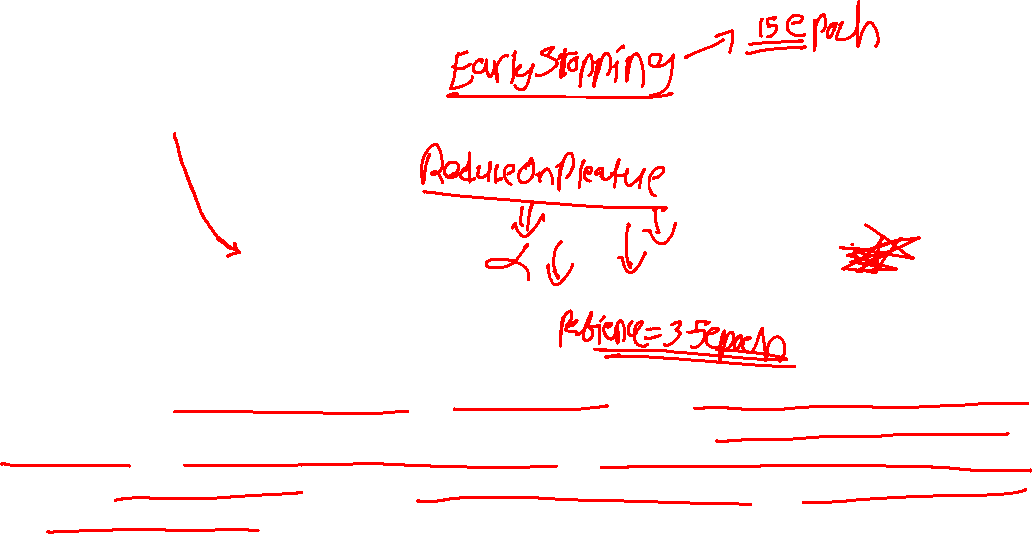 15 epoch
EarlyStopping
ReduceOnPleatue
α
Patience=3-5epoch